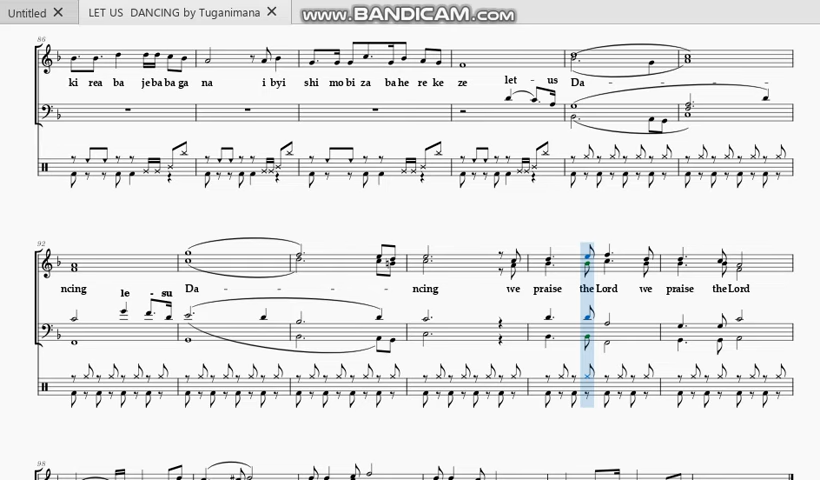 Untitled
LET US DANCING by Tuganimana
www.BANDICAM.com
86
ki rea ba jeba ba ga na i byi shi mo bi za ba he re ke ze let - us Da - - -
92
ncing le - su Da - - - ncing we praise the Lord we praise the Lord
98